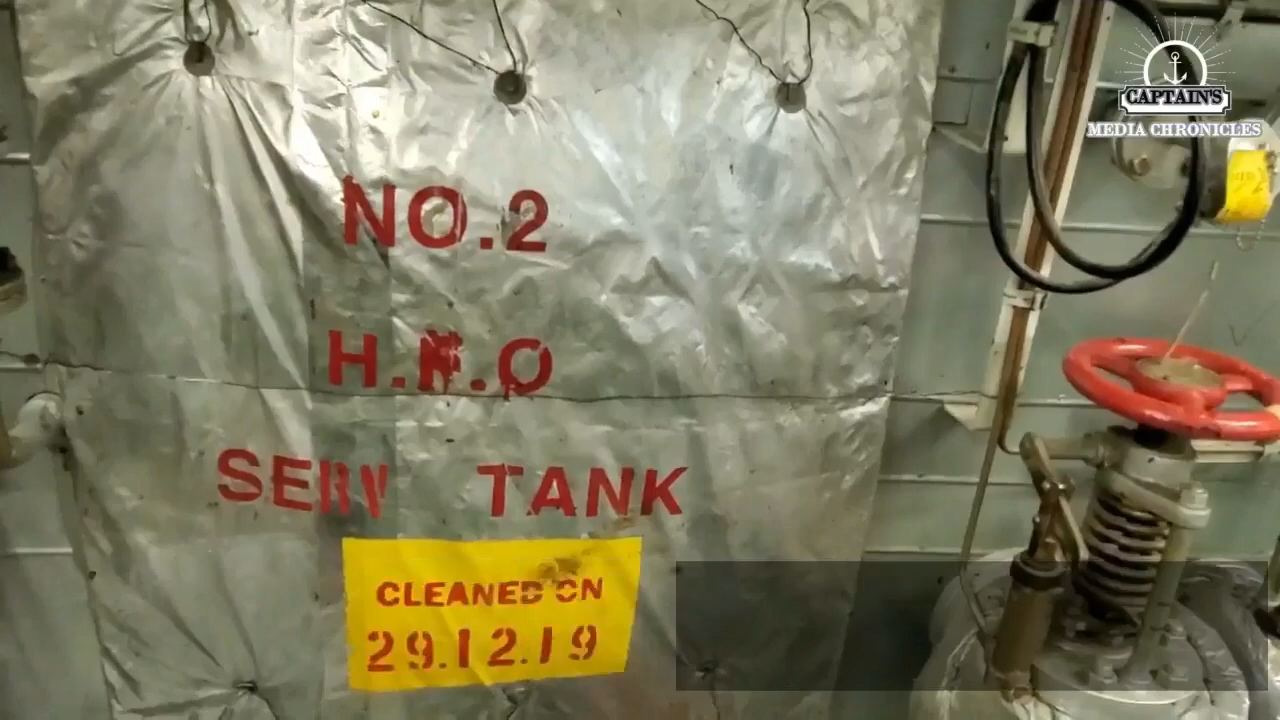 CAPTAIN'S
MEDIA CHRONICLES
NO.2
H.F.O
SERV TANK
CLEANED ON
29.12.19